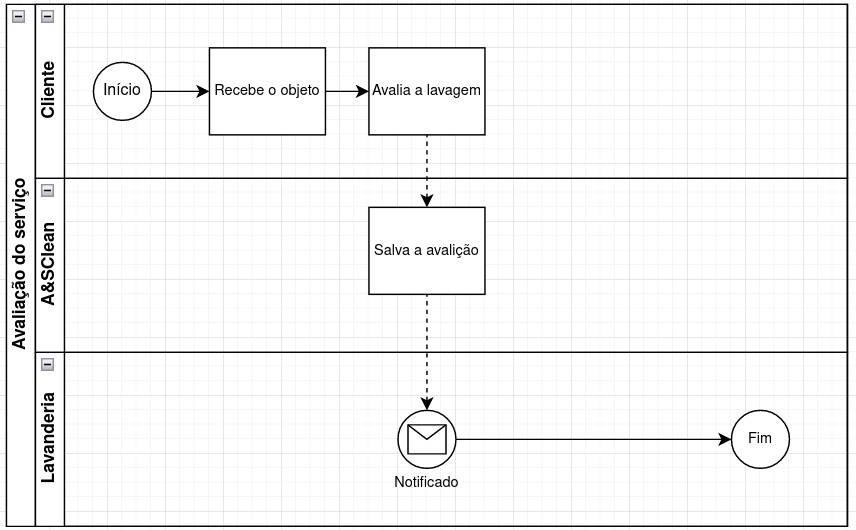 Avaliação do serviço
Cliente
Início
Recebe o objeto
Avalia a lavagem
A&SClean
Salva a avalição
Lavanderia
Notificado
Fim